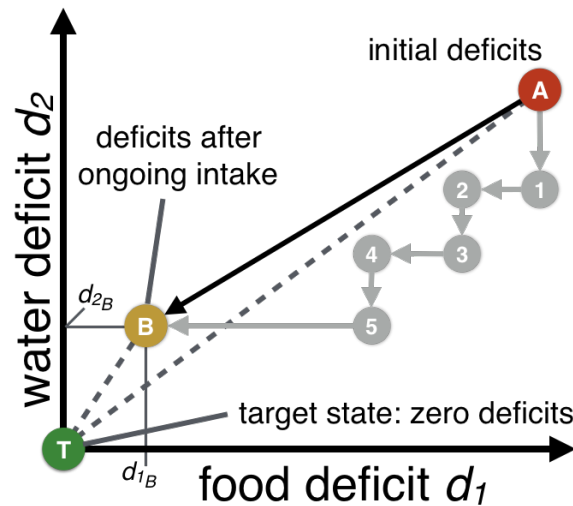 initial deficits
A
deficits after
ongoing intake
2
1
4
3
d2B
B
5
water deficit d2
target state: zero deficits
T
d1B
food deficit d1